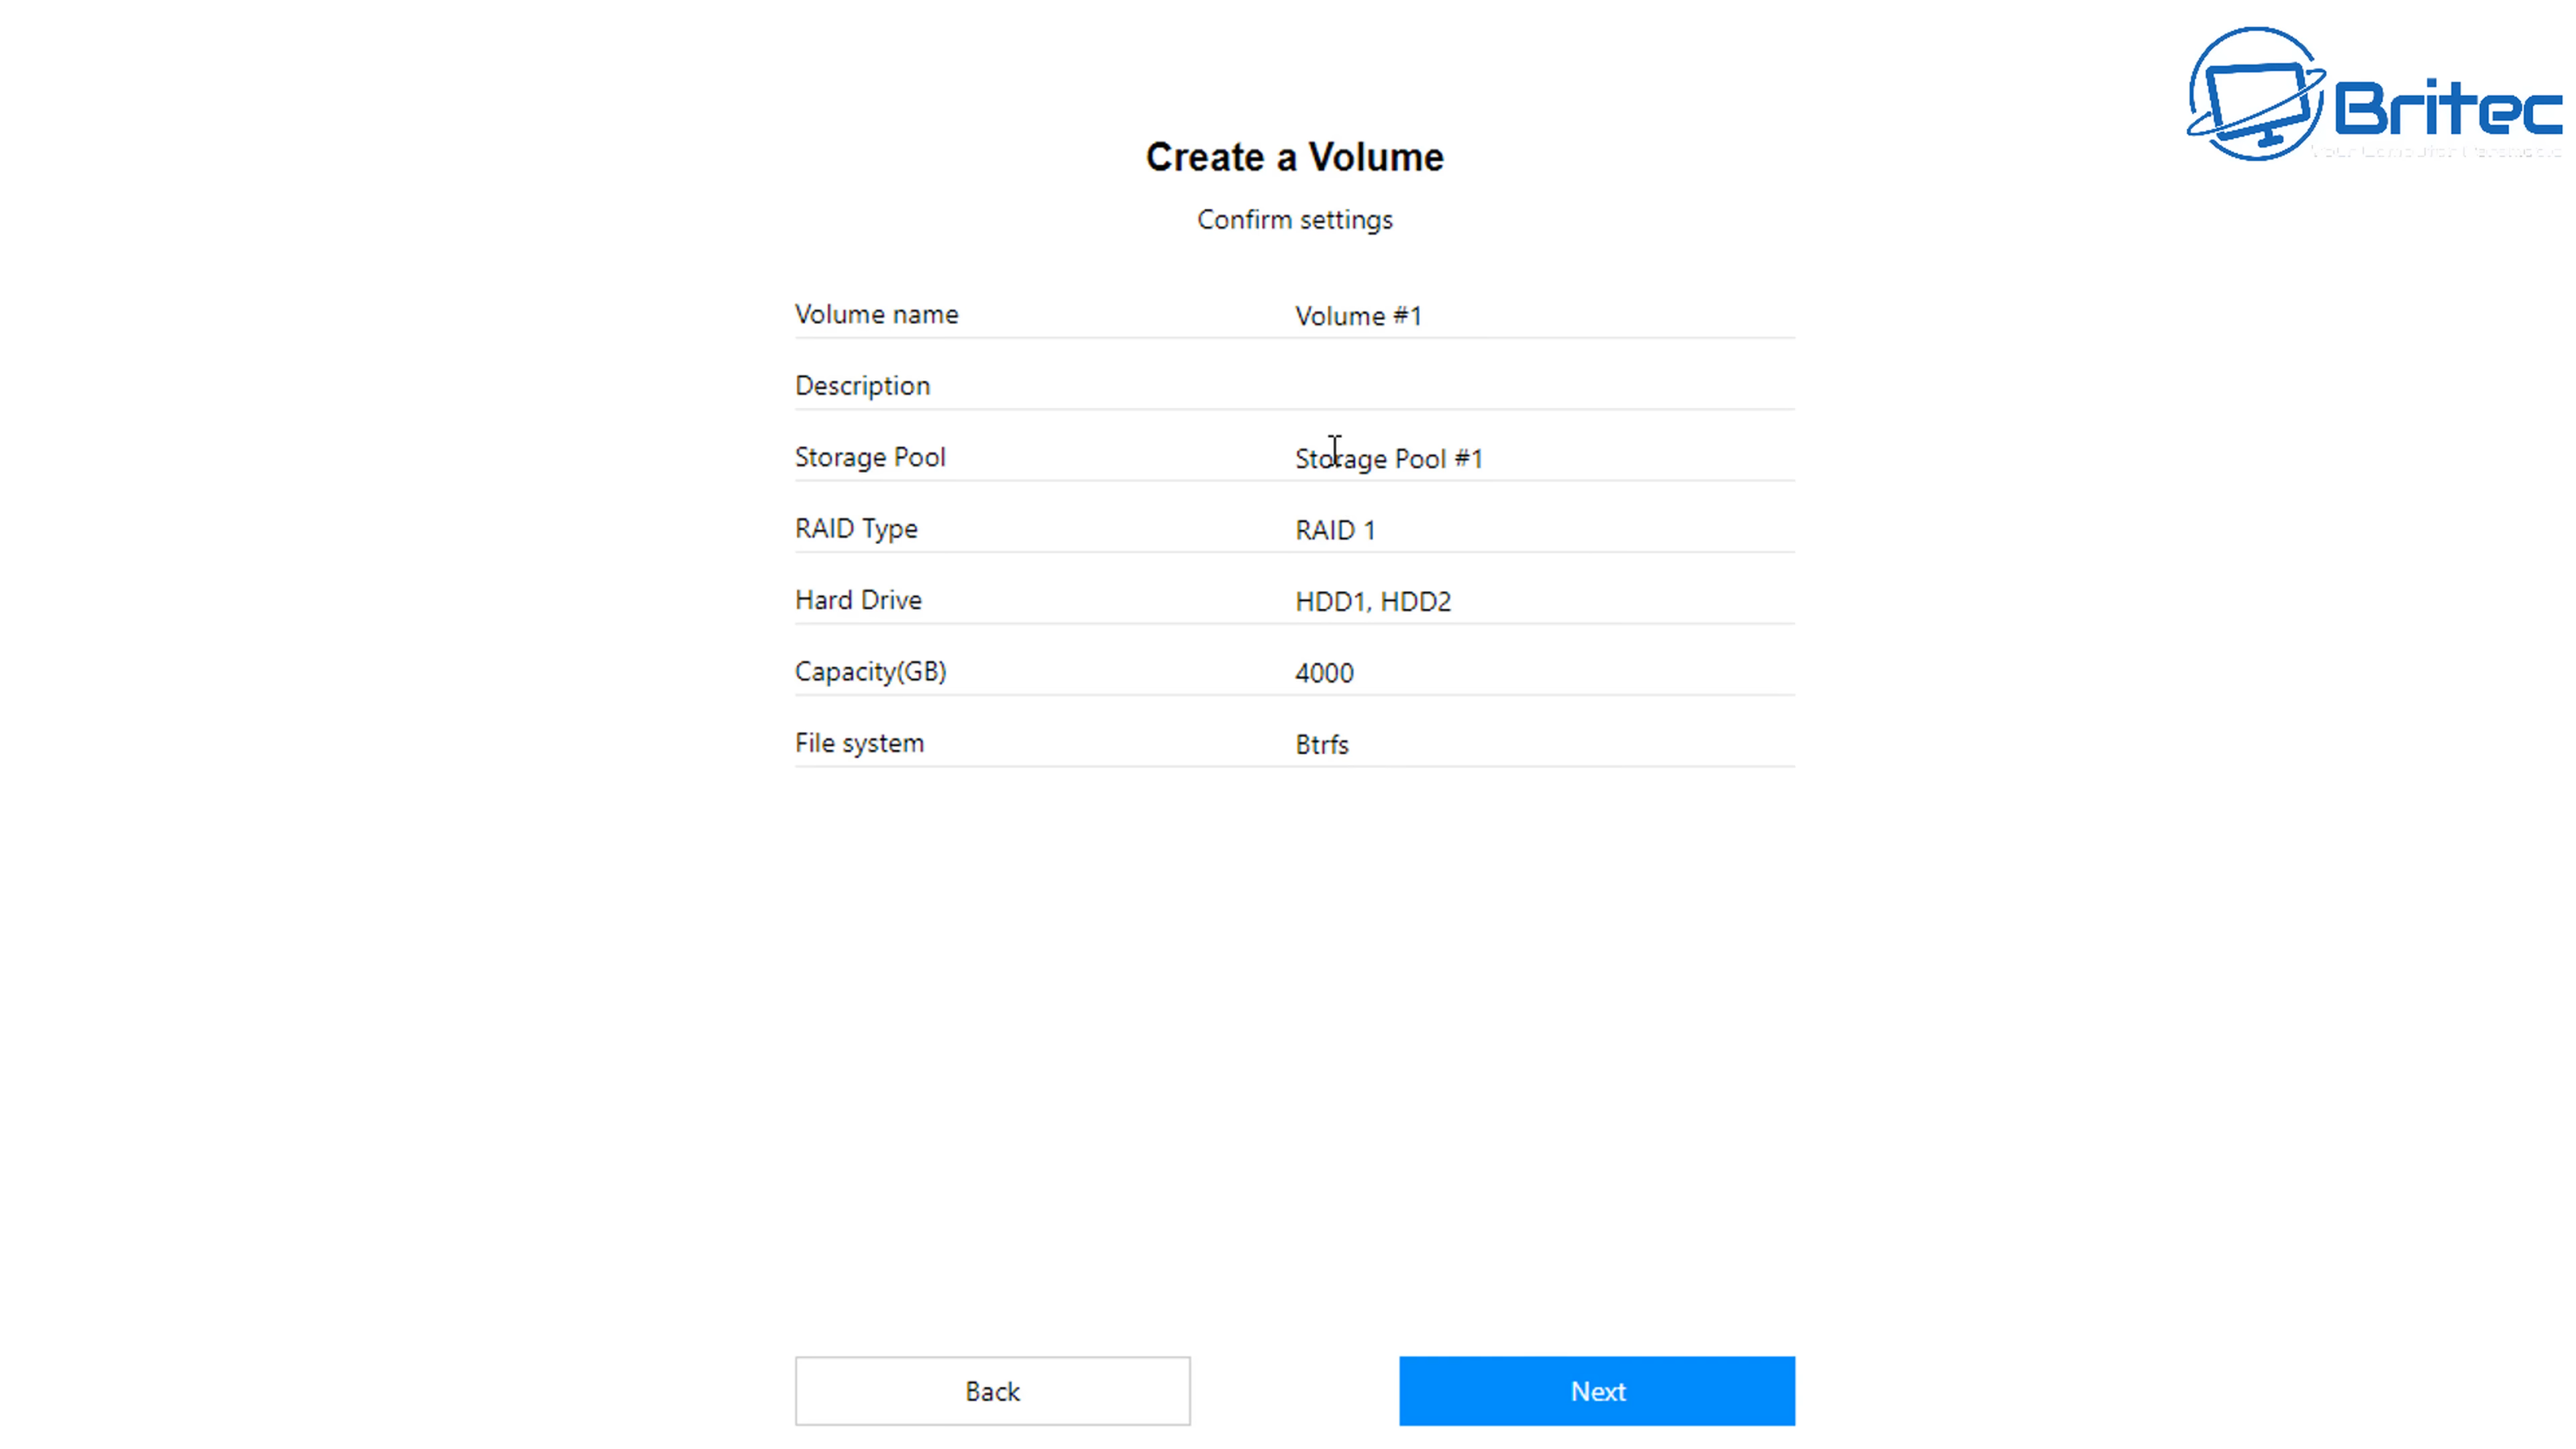 Britec
Create a Volume
Confirm settings
Volume name Volume #1
Description
Storage Pool Storage Pool #1
RAID Type RAID 1
Hard Drive HDD1, HDD2
Capacity(GB) 4000
File system Btrfs
Back Next